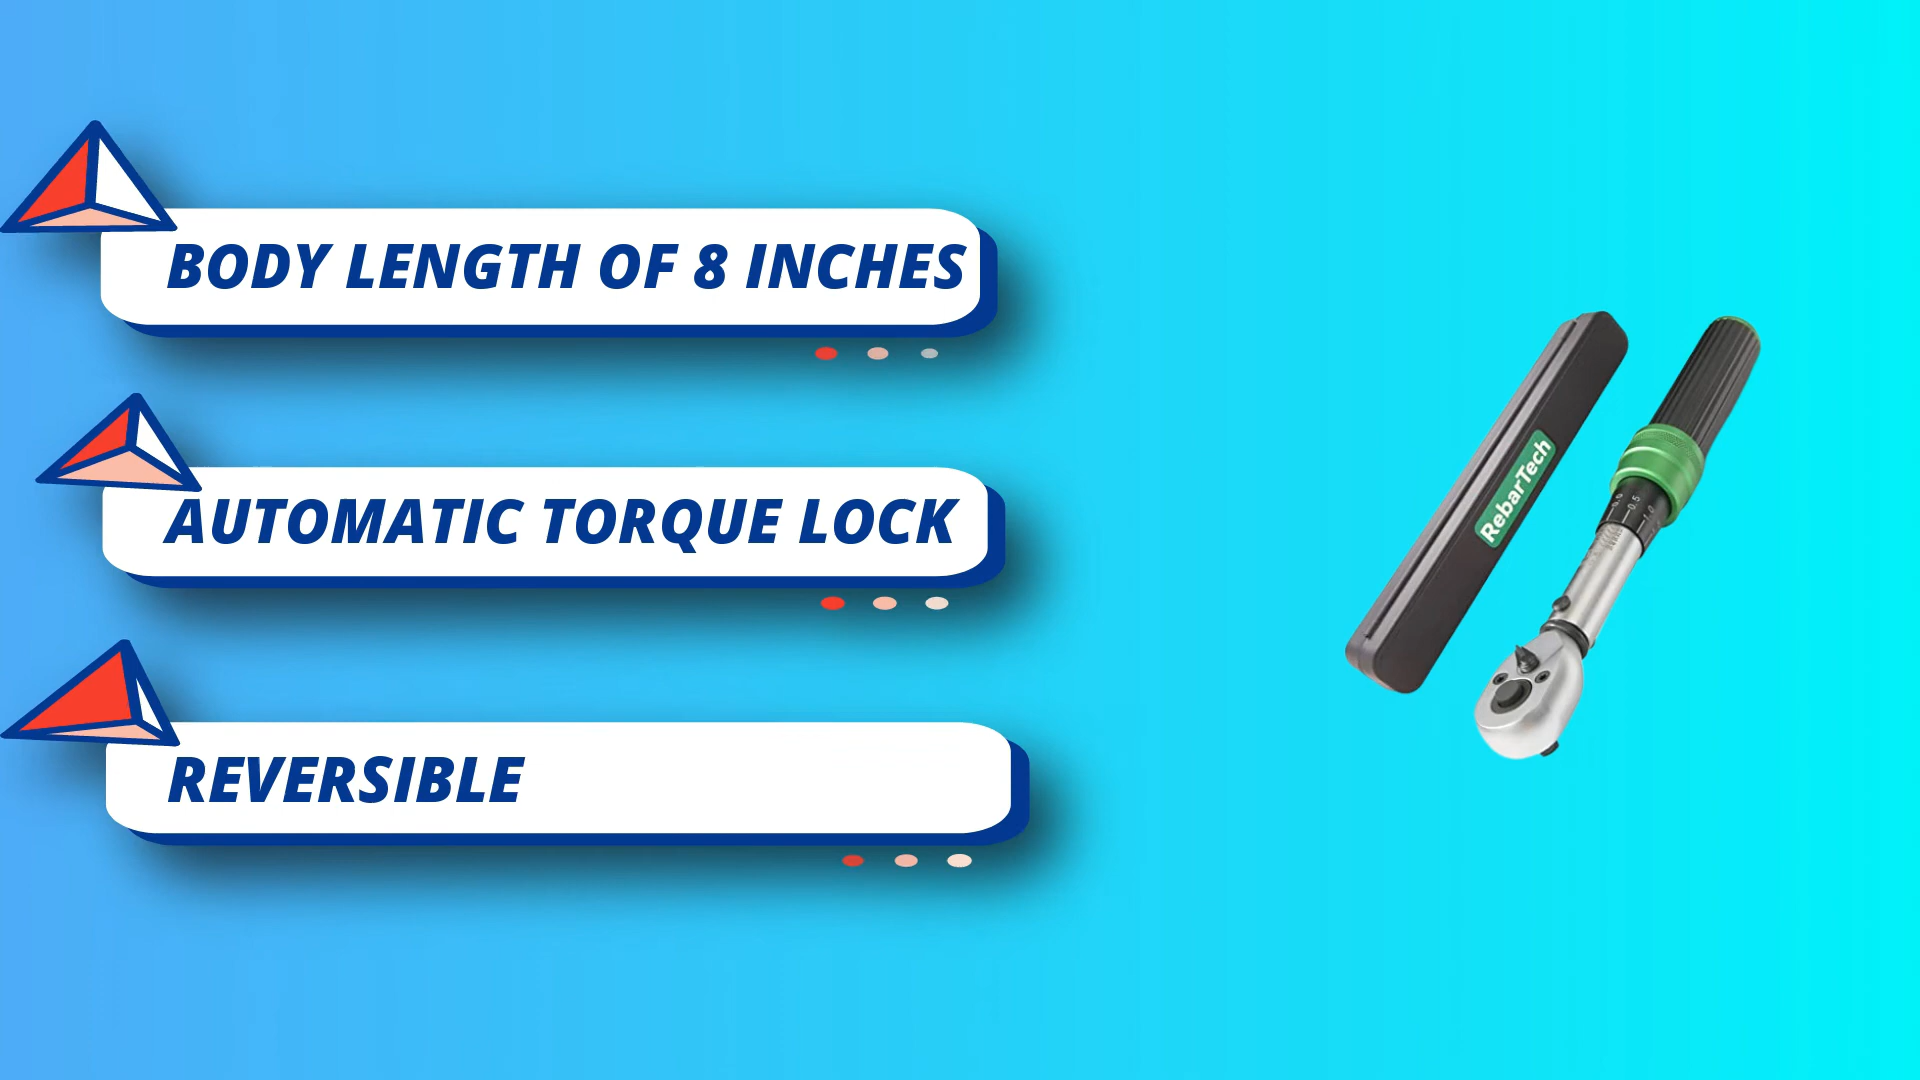 BODY LENGTH OF 8 INCHES
AUTOMATIC TORQUE LOCK
REVERSIBLE
RebarTech